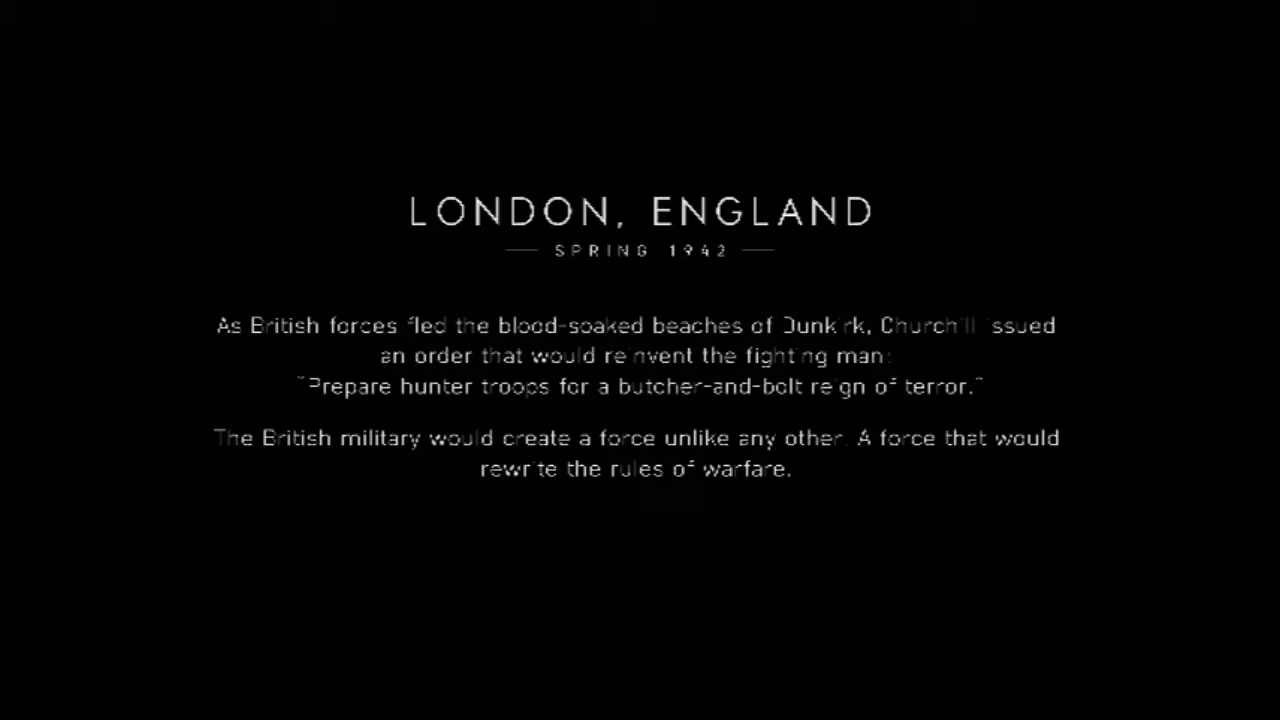 LONDON, ENGLAND
SPRING 1942
As British forces fled the blood-soaked beaches of Dunkirk, Churchill issued
an order that would reinvent the fighting man:
"Prepare hunter troops for a butcher-and-bolt reign of terror."
The British military would create a force unlike any other. A force that would
rewrite the rules of warfare.